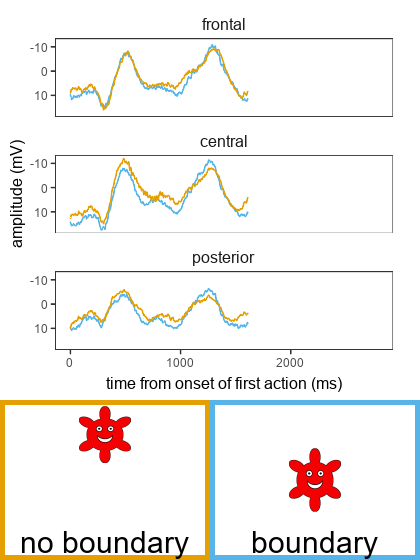 frontal
-10
0
10
central
-10
0
10
posterior
-10
0
10
amplitude (mV)
0 1000 2000
time from onset of first action (ms)
no boundary boundary